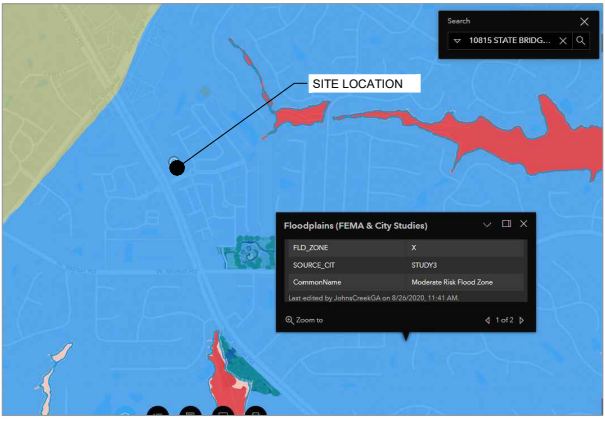 Search
10815 STATE BRIDG...
SITE LOCATION
Floodplains (FEMA & City Studies)
FLD_ZONE X
SOURCE_CIT STUDY3
CommonName Moderate Risk Flood Zone
Last edited by JohnsCreekGA on 8/26/2020, 11:41 AM.
Zoom to
1 of 2